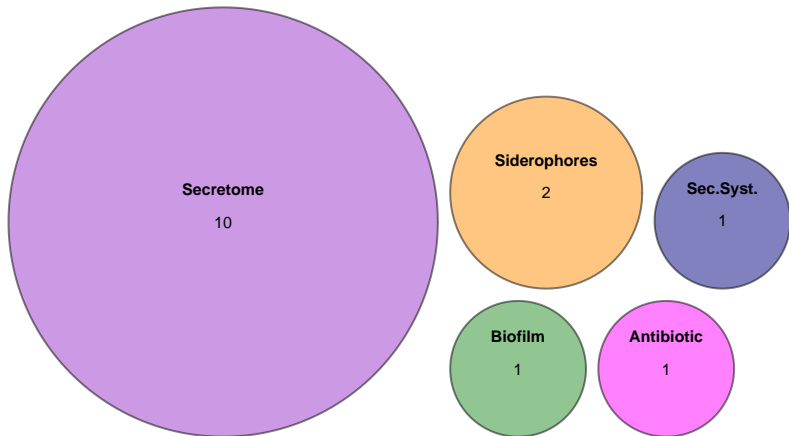 Secretome
10
Siderophores
2
Sec.Syst.
1
Biofilm
1
Antibiotic
1